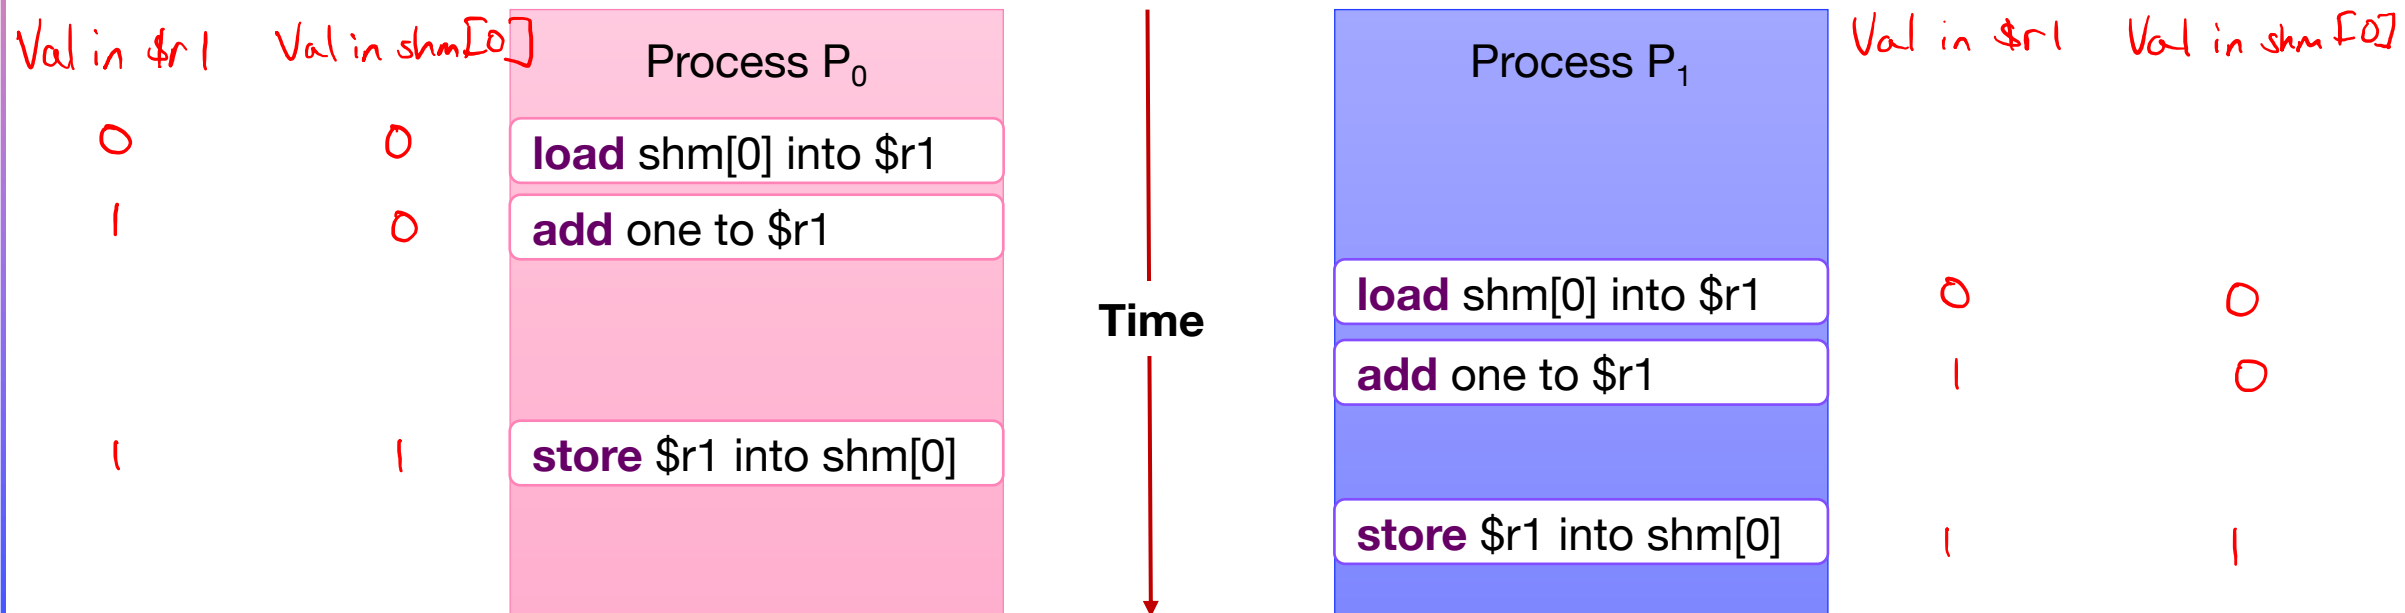 Val in $r1 Val in shm[0] Process P0 Process P1 Val in $r1 Val in shm[0]
0 0 load shm[0] into $r1
1 0 add one to $r1
load shm[0] into $r1 0 0
Time
add one to $r1 1 0
1 1 store $r1 into shm[0]
store $r1 into shm[0] 1 1